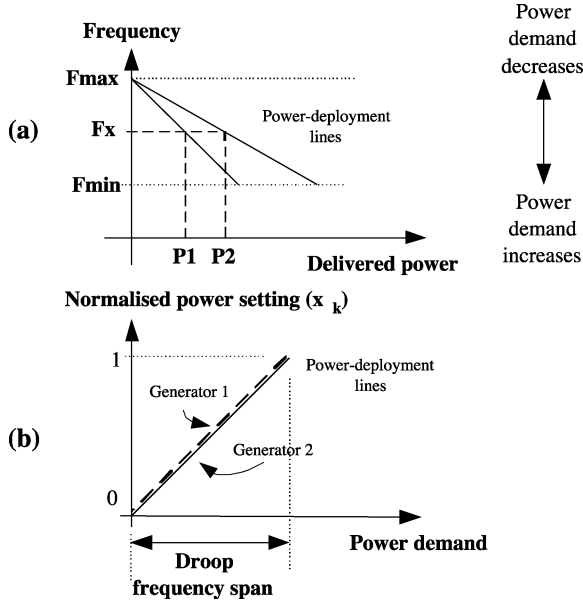 Frequency
Fmax
(a)
Fx
Fmin
Power-deployment
lines
P1 P2
Delivered power
Power
demand
decreases
Power
demand
increases
Normalised power setting (x k)
1
Power-deployment
lines
Generator 1
(b)
Generator 2
0
Power demand
Droop
frequency span